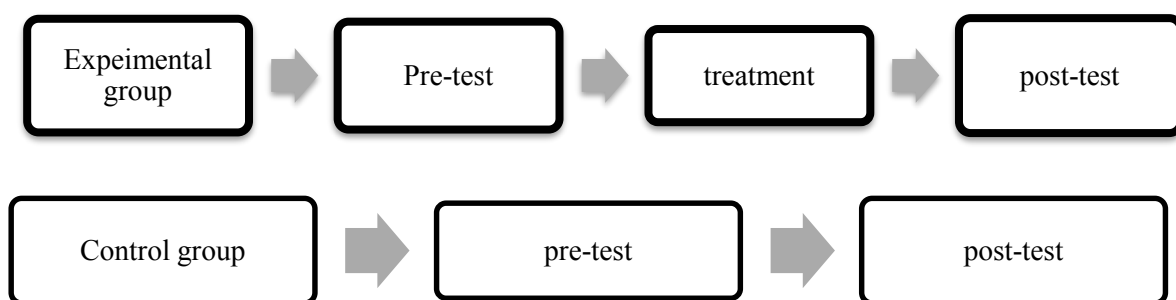 Expeimental
group
Pre-test
treatment
post-test
Control group
pre-test
post-test